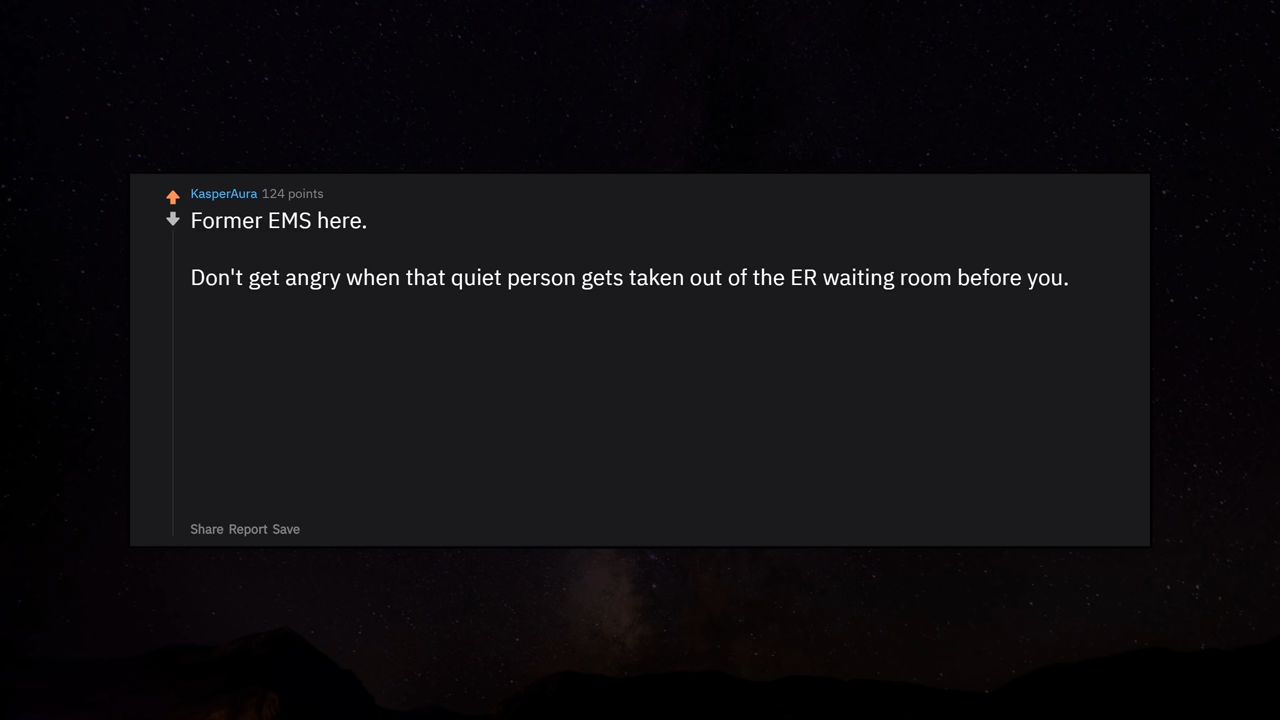 KasperAura 124 points
Former EMS here.
Don't get angry when that quiet person gets taken out of the ER waiting room before you.
Share Report Save